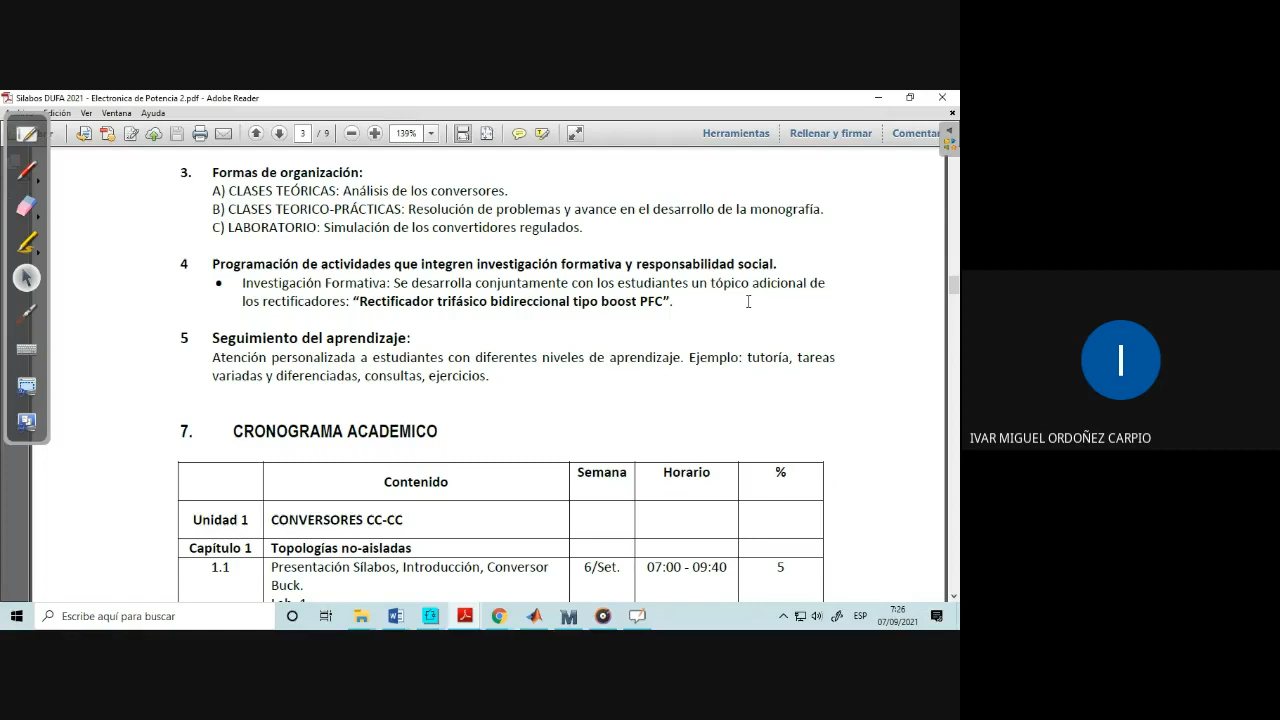 Silabos DUFA 2021 - Electronica de Potencia 2.pdf - Adobe Reader
Edición Ver Ventana Ayuda
3 / 9 139% Herramientas Rellenar y firmar Comentar
3. Formas de organización:
A) CLASES TEÓRICAS: Análisis de los conversores.
B) CLASES TEORICO-PRÁCTICAS: Resolución de problemas y avance en el desarrollo de la monografía.
C) LABORATORIO: Simulación de los convertidores regulados.
4 Programación de actividades que integren investigación formativa y responsabilidad social.
• Investigación Formativa: Se desarrolla conjuntamente con los estudiantes un tópico adicional de
los rectificadores: “Rectificador trifásico bidireccional tipo boost PFC”.
5 Seguimiento del aprendizaje:
Atención personalizada a estudiantes con diferentes niveles de aprendizaje. Ejemplo: tutoría, tareas
variadas y diferenciadas, consultas, ejercicios.
7. CRONOGRAMA ACADEMICO
Contenido Semana Horario %
Unidad 1 CONVERSORES CC-CC
Capítulo 1 Topologías no-aisladas
1.1 Presentación Sílabos, Introducción, Conversor 6/Set. 07:00 - 09:40 5
Buck.
I
IVAR MIGUEL ORDOÑEZ CARPIO
Escribe aquí para buscar
ESP
7:26
07/09/2021